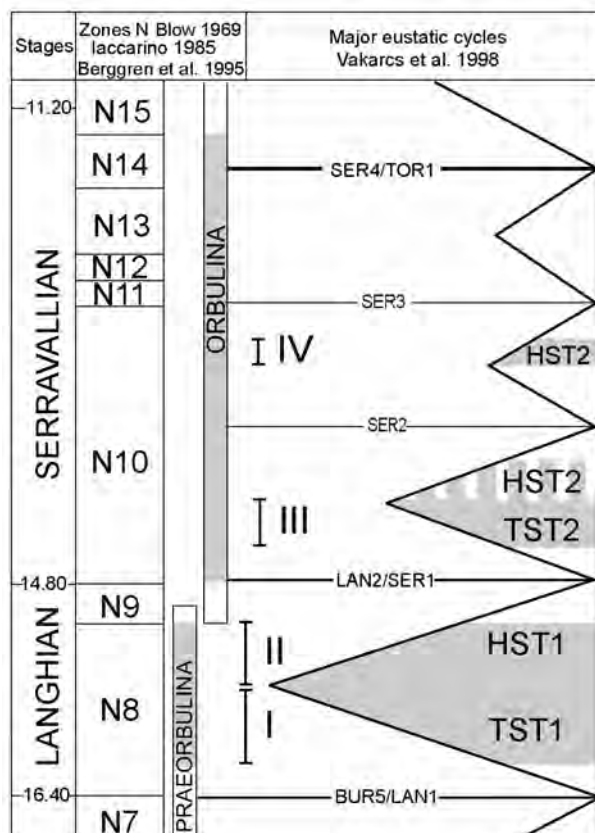 Stages
Zones N Blow 1969
Iaccarino 1985
Berggren et al. 1995
Major eustatic cycles
Vakarcs et al. 1998
11.20
N15
N14
SER4/TOR1
N13
N12
N11
SER3
ORBULINA
SERRAVALLIAN
IV
HST2
SER2
N10
HST2
III
TST2
14.80
LAN2/SER1
N9
LANGHIAN
II
HST1
N8
PRAEORBULINA
I
TST1
16.40
BUR5/LAN1
N7